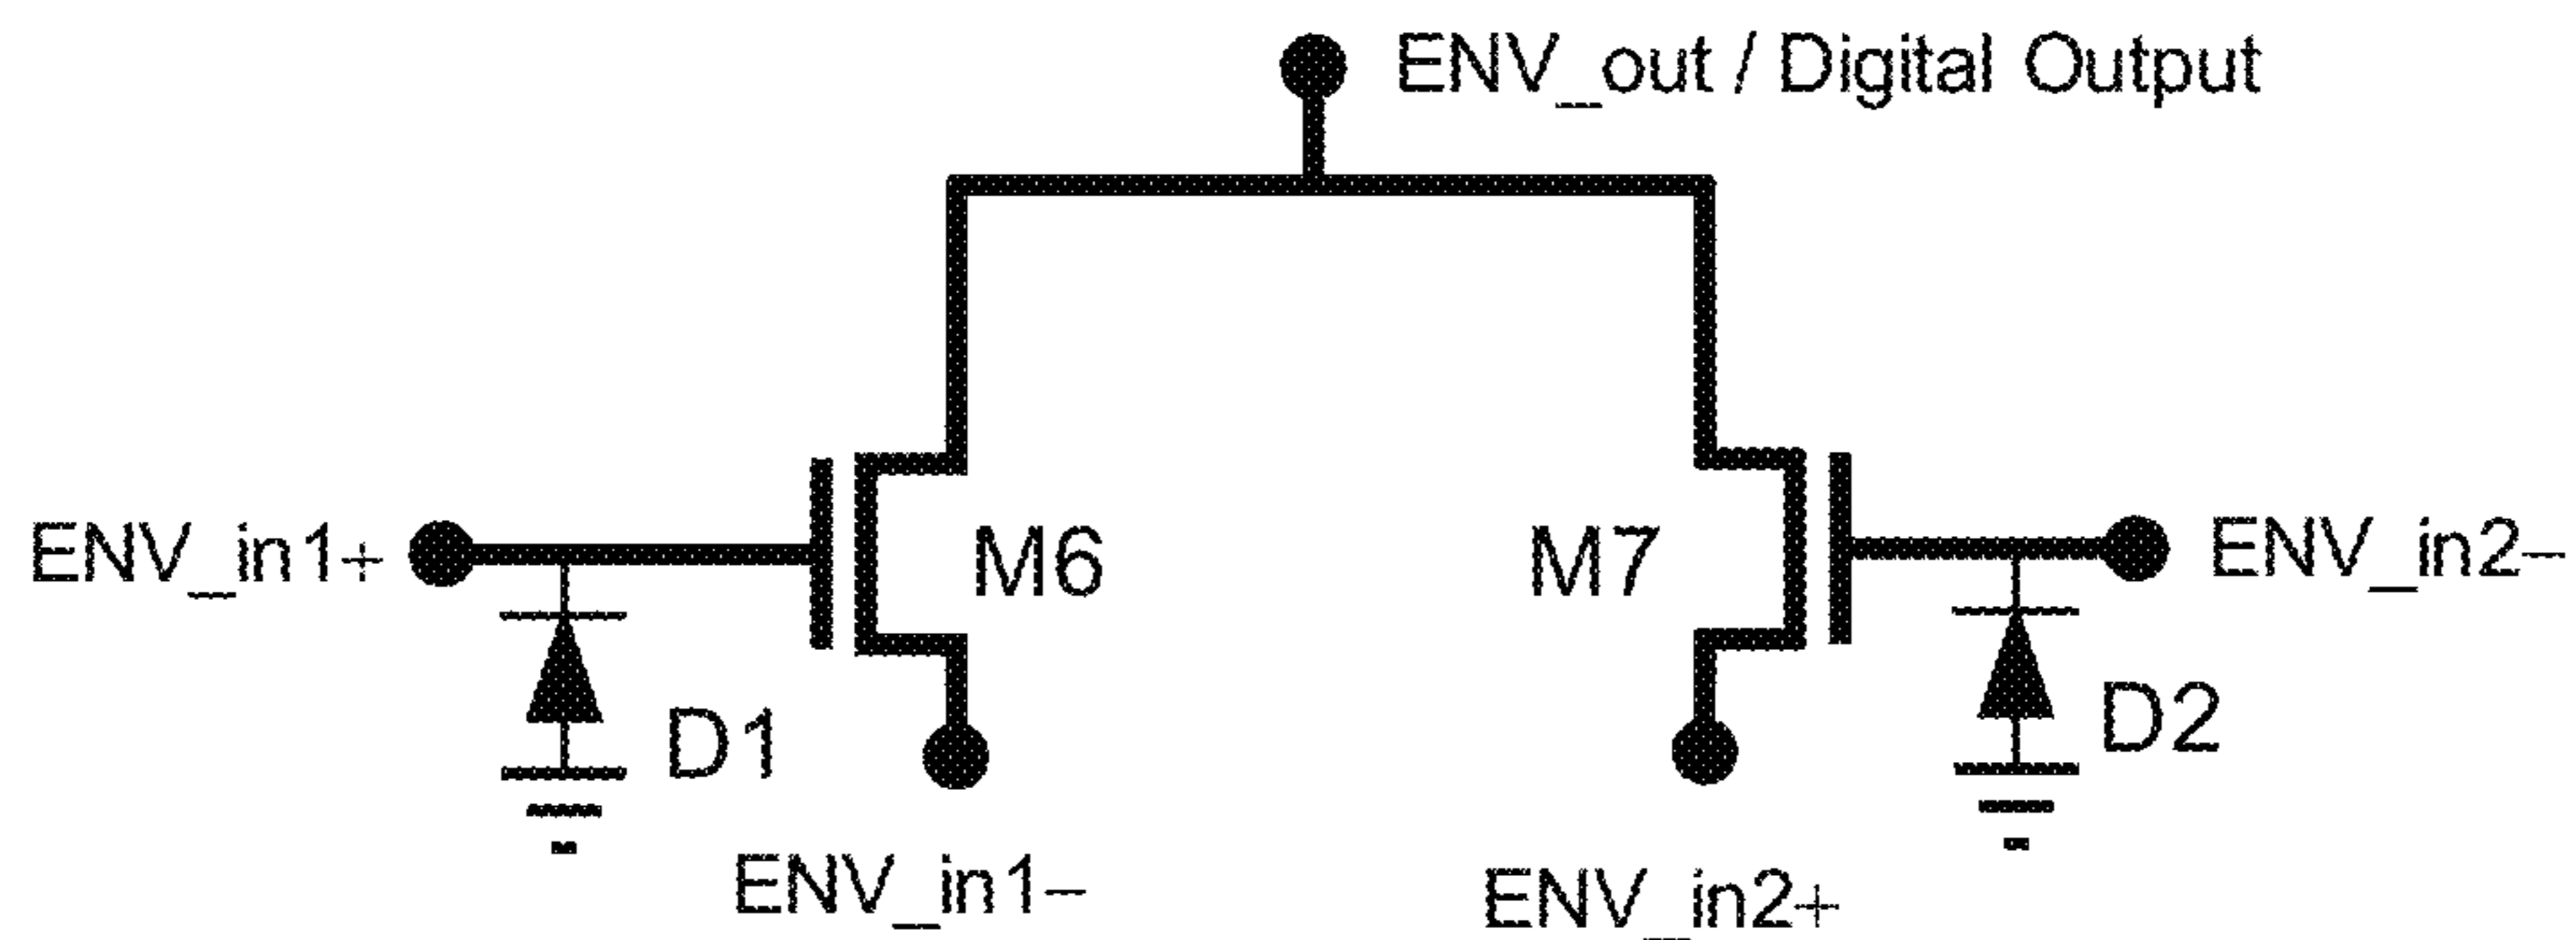 ENV_out / Digital Output
ENV_in1+
M6
M7
ENV_in2−
D1
D2
ENV_in1−
ENV_in2+